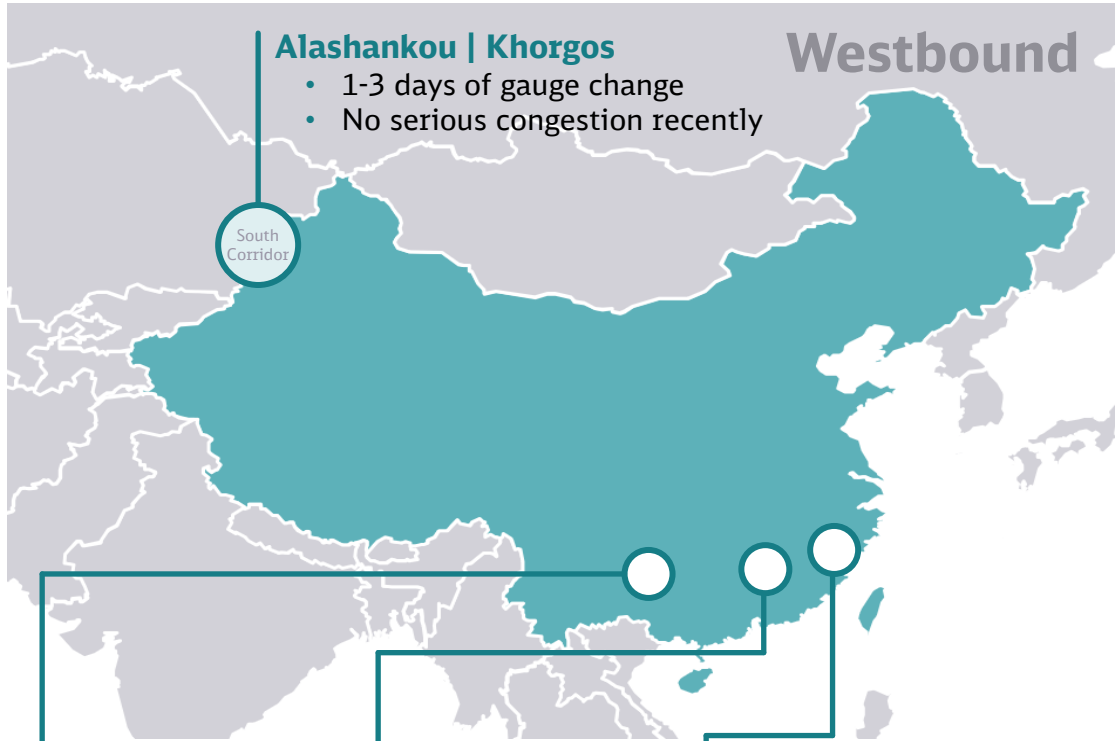 Alashankou | Khorgos
Westbound
• 1-3 days of gauge change
• No serious congestion recently
South
Corridor